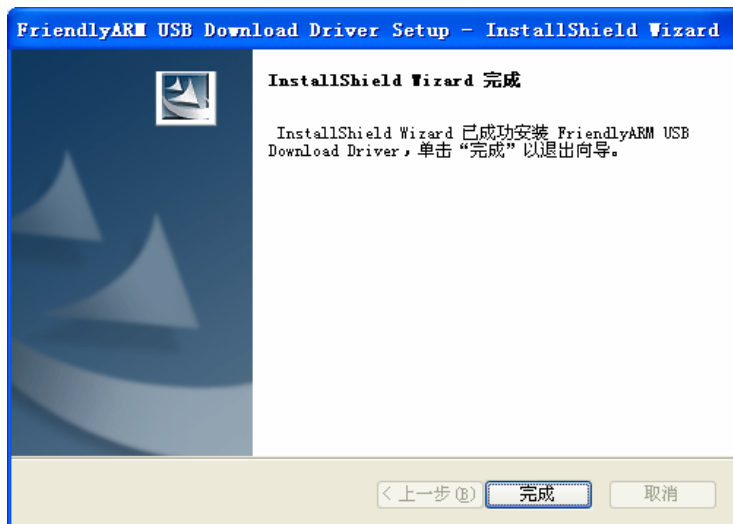 FriendlyARM USB Download Driver Setup - InstallShield Wizard
InstallShield Wizard 完成
InstallShield Wizard 已成功安装 FriendlyARM USB
Download Driver，单击“完成”以退出向导。
< 上一步(B) 完成 取消